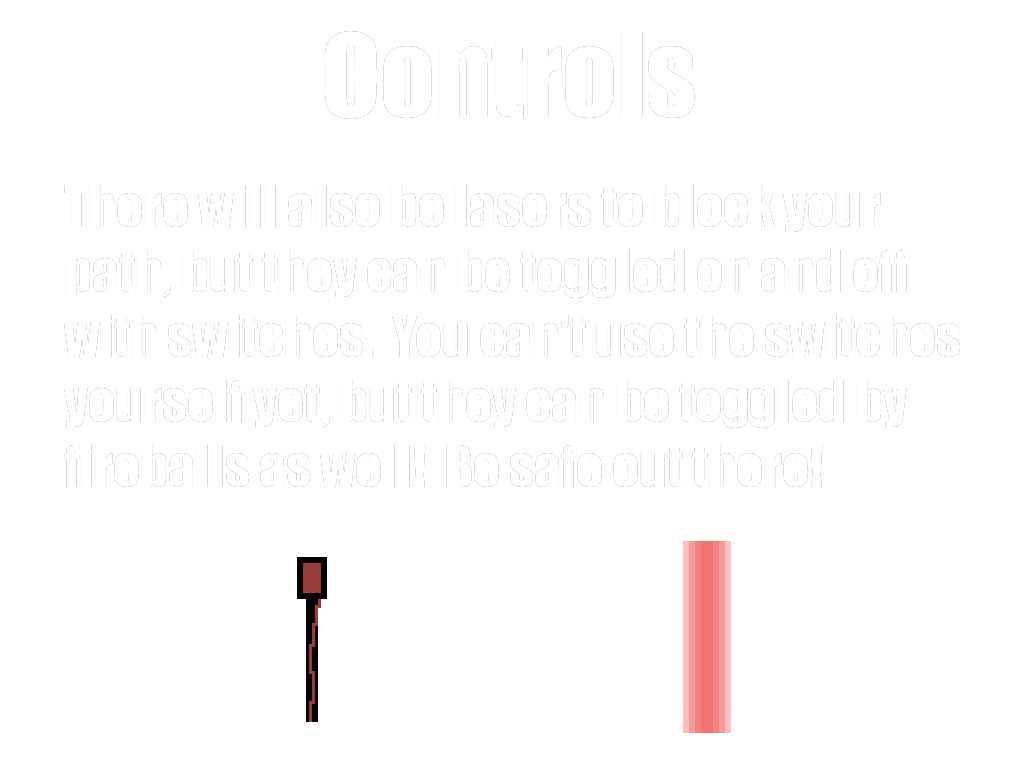 Controls
There will also be lasers to block your
path, but they can be toggled on and off
with switches. You can't use the switches
yourself yet, but they can be toggled by
fireballs as well! Be safe out there!